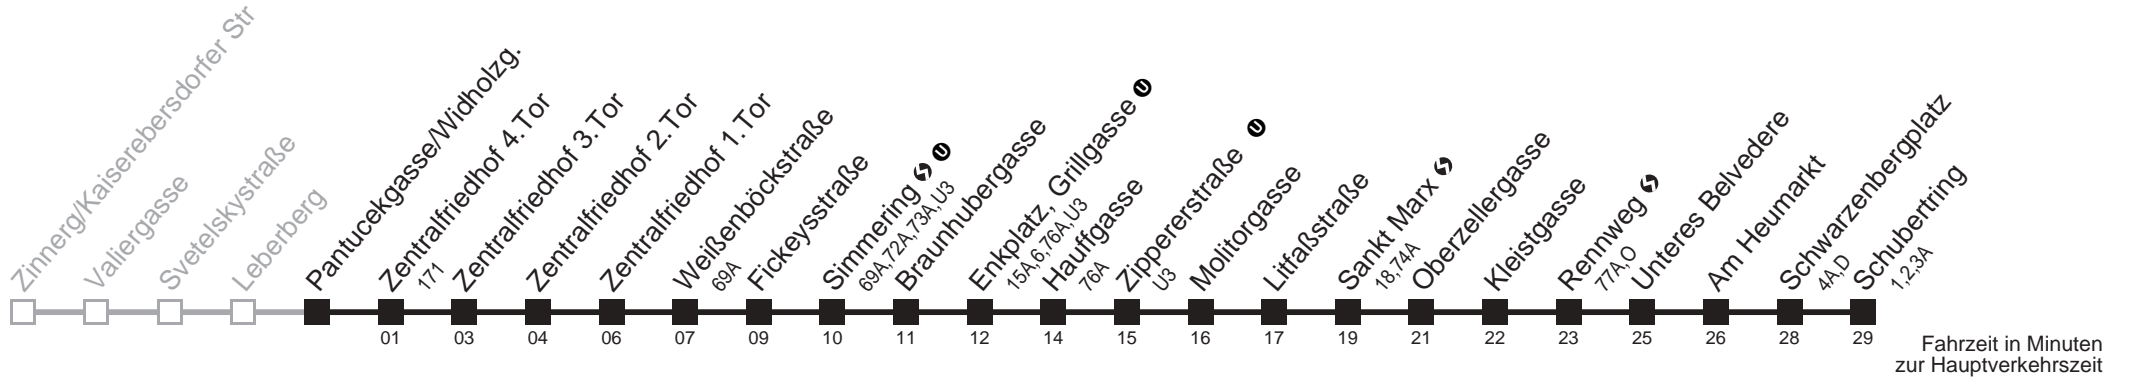 Zinnerg/Kaiserebersdorfer Str
Valiergasse
Svetelskystraße
Leberberg
Pantucekgasse/Widholzg.
Zentralfriedhof 4.Tor
171
Zentralfriedhof 3.Tor
Zentralfriedhof 2.Tor
Zentralfriedhof 1.Tor
Weißenböckstraße
69A
Fickeysstraße
Simmering S U
69A,72A,73A,U3
Braunhubergasse
Enkplatz, Grillgasse U
15A,6,76A,U3
Hauffgasse
76A
Zippererstraße U
U3
Molitorgasse
Litfaßstraße
Sankt Marx S
18,74A
Oberzellergasse
Kleistgasse
Rennweg S
77A,O
Unteres Belvedere
Am Heumarkt
Schwarzenbergplatz
4A,D
Schubertring
1,2,3A
01 03 04 06 07 09 10 11 12 14 15 16 17 19 21 22 23 25 26 28 29
Fahrzeit in Minuten
zur Hauptverkehrszeit